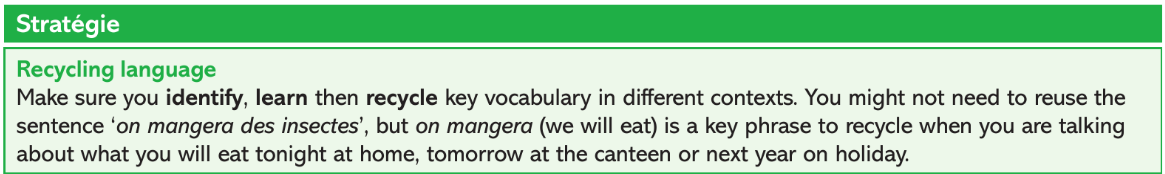 Stratégie
Recycling language
Make sure you identify, learn then recycle key vocabulary in different contexts. You might not need to reuse the
sentence ‘on mangera des insectes’, but on mangera (we will eat) is a key phrase to recycle when you are talking
about what you will eat tonight at home, tomorrow at the canteen or next year on holiday.